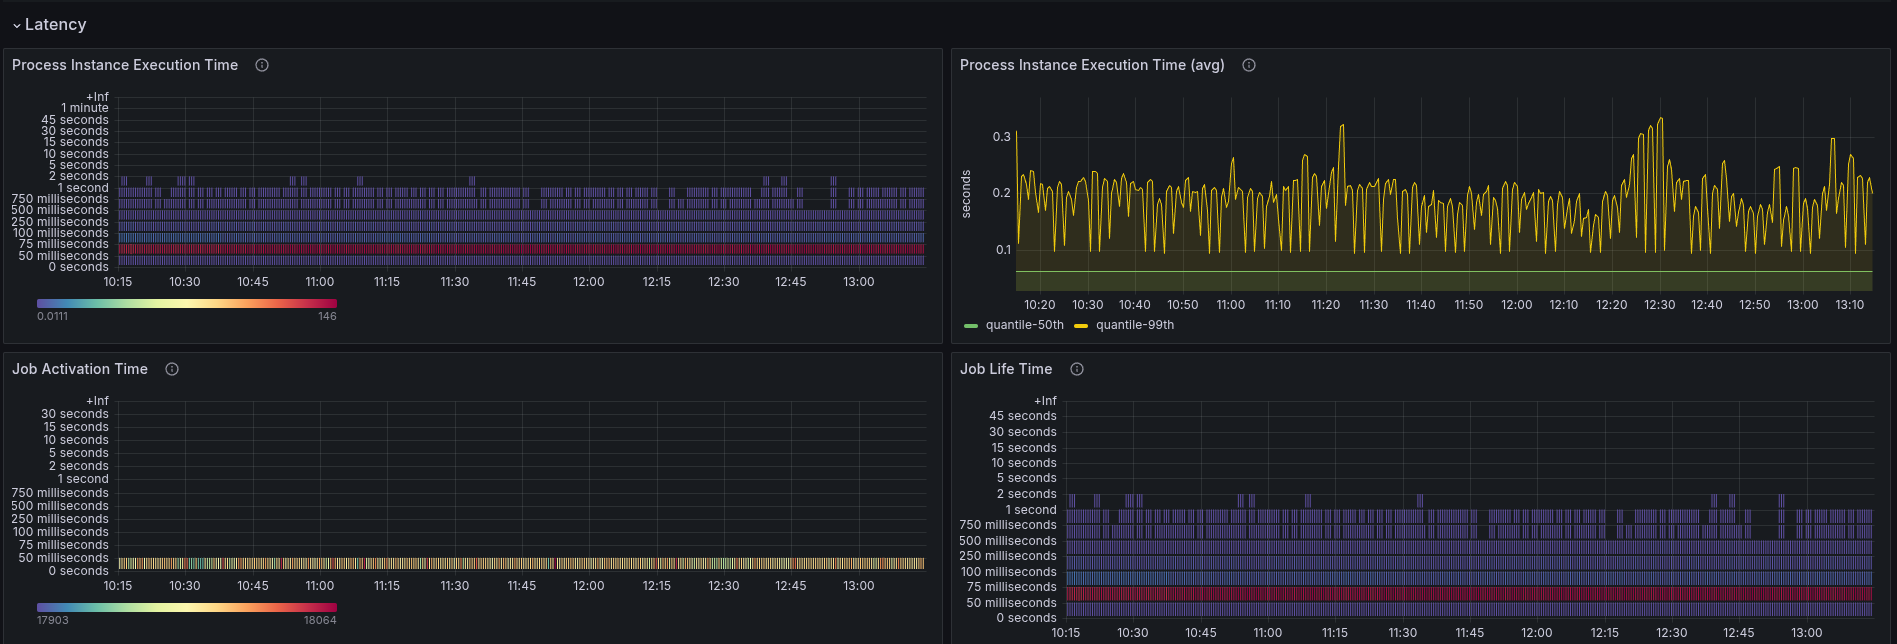 Latency
Process Instance Execution Time
+Inf
1 minute
45 seconds
30 seconds
15 seconds
10 seconds
5 seconds
2 seconds
1 second
750 milliseconds
500 milliseconds
250 milliseconds
100 milliseconds
75 milliseconds
50 milliseconds
0 seconds
10:15 10:30 10:45 11:00 11:15 11:30 11:45 12:00 12:15 12:30 12:45 13:00
0.0111 146
Process Instance Execution Time (avg)
seconds
0.3
0.2
0.1
10:20 10:30 10:40 10:50 11:00 11:10 11:20 11:30 11:40 11:50 12:00 12:10 12:20 12:30 12:40 12:50 13:00 13:10
quantile-50th quantile-99th
Job Activation Time
+Inf
30 seconds
15 seconds
10 seconds
5 seconds
2 seconds
1 second
750 milliseconds
500 milliseconds
250 milliseconds
100 milliseconds
75 milliseconds
50 milliseconds
0 seconds
10:15 10:30 10:45 11:00 11:15 11:30 11:45 12:00 12:15 12:30 12:45 13:00
17903 18064
Job Life Time
+Inf
45 seconds
30 seconds
15 seconds
10 seconds
5 seconds
2 seconds
1 second
750 milliseconds
500 milliseconds
250 milliseconds
100 milliseconds
75 milliseconds
50 milliseconds
0 seconds
10:15 10:30 10:45 11:00 11:15 11:30 11:45 12:00 12:15 12:30 12:45 13:00